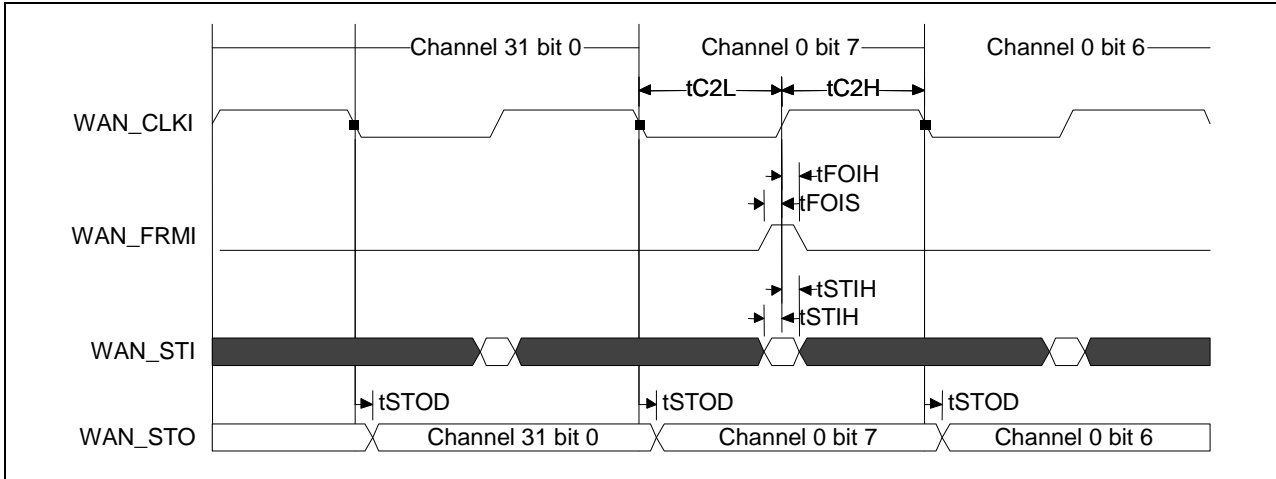 Channel 31 bit 0 Channel 0 bit 7 Channel 0 bit 6
tC2L tC2H
WAN_CLKI
tFOIH
tFOIS
WAN_FRMI
tSTIH
tSTIH
WAN_STI
tSTOD tSTOD tSTOD
WAN_STO Channel 31 bit 0 Channel 0 bit 7 Channel 0 bit 6